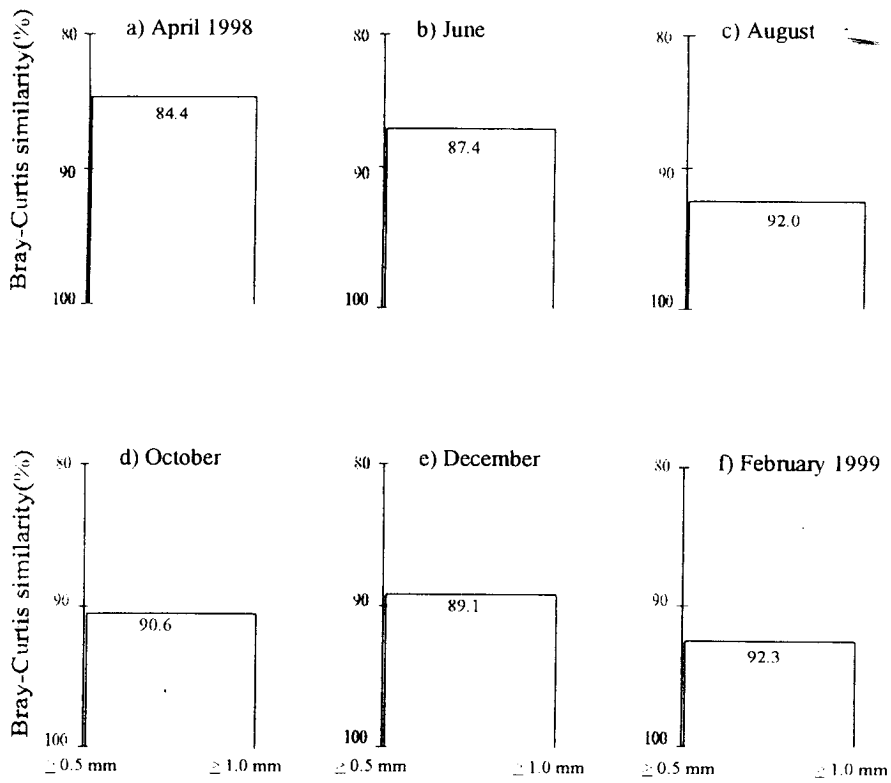 80 a) April 1998
84.4
90
100
Bray-Curtis similarity(%)
b) June
87.4
90
100
80 c) August
90
92.0
100
80 d) October
90
90.6
100
Bray-Curtis similarity(%)
≥ 0.5 mm ≥ 1.0 mm
80 e) December
90
89.1
100
≥ 0.5 mm ≥ 1.0 mm
80 f) February 1999
90
92.3
100
≥ 0.5 mm ≥ 1.0 mm